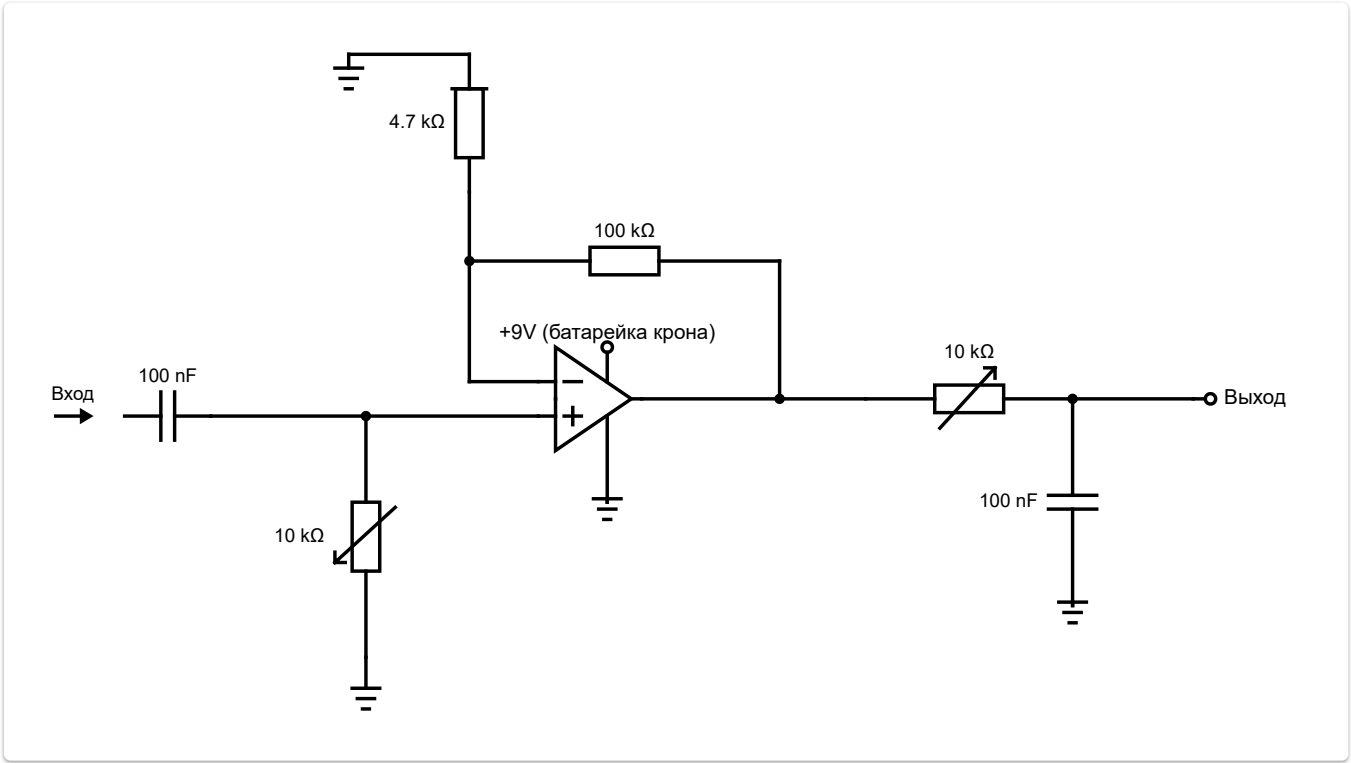 4.7 kΩ
100 kΩ
+9V (батарейка крона)
10 kΩ
100 nF
Вход
Выход
100 nF
10 kΩ